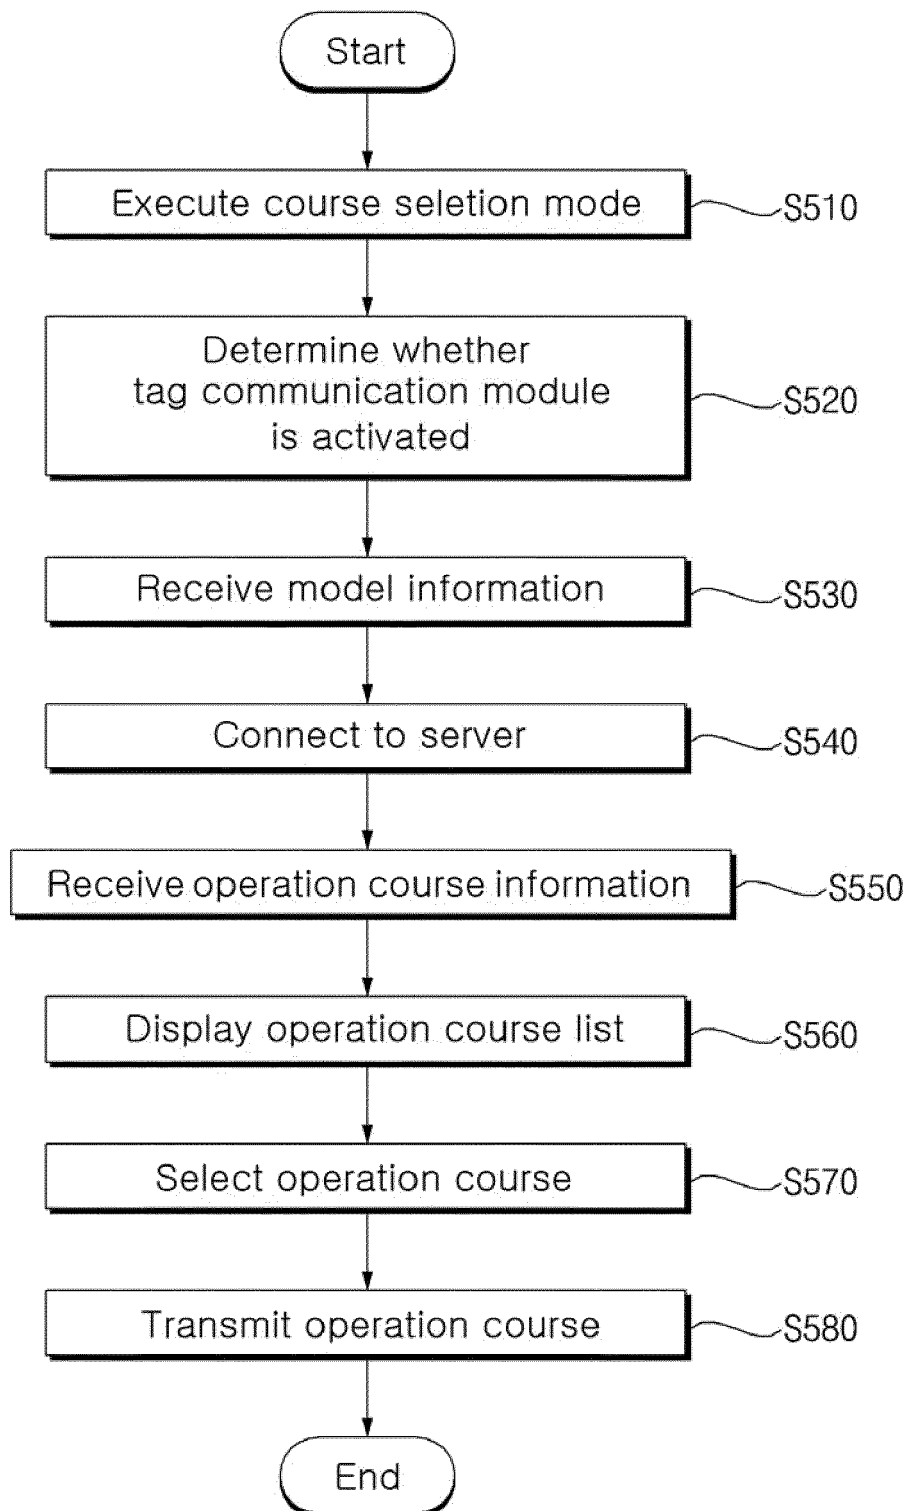 Start
Execute course seletion mode
S510
Determine whether
tag communication module
is activated
S520
Receive model information
S530
Connect to server
S540
Receive operation course information
S550
Display operation course list
S560
Select operation course
S570
Transmit operation course
S580
End